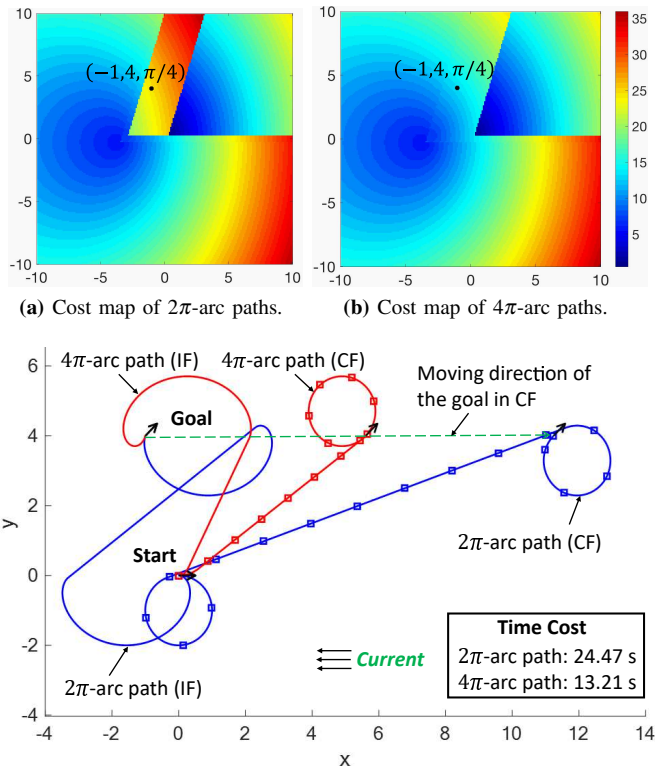 10
5
0
-5
-10
-10
-5
0
5
10
(−1,4, π/4)
10
5
0
-5
-10
-10
-5
0
5
10
(−1,4, π/4)
35
30
25
20
15
10
5
(a) Cost map of 2π-arc paths.
(b) Cost map of 4π-arc paths.
4π-arc path (IF)
4π-arc path (CF)
Moving direction of
the goal in CF
Goal
Start
2π-arc path (CF)
2π-arc path (IF)
Current
Time Cost
2π-arc path: 24.47 s
4π-arc path: 13.21 s
6
4
2
0
-2
-4
y
-4
-2
0
2
4
6
8
10
12
14
x